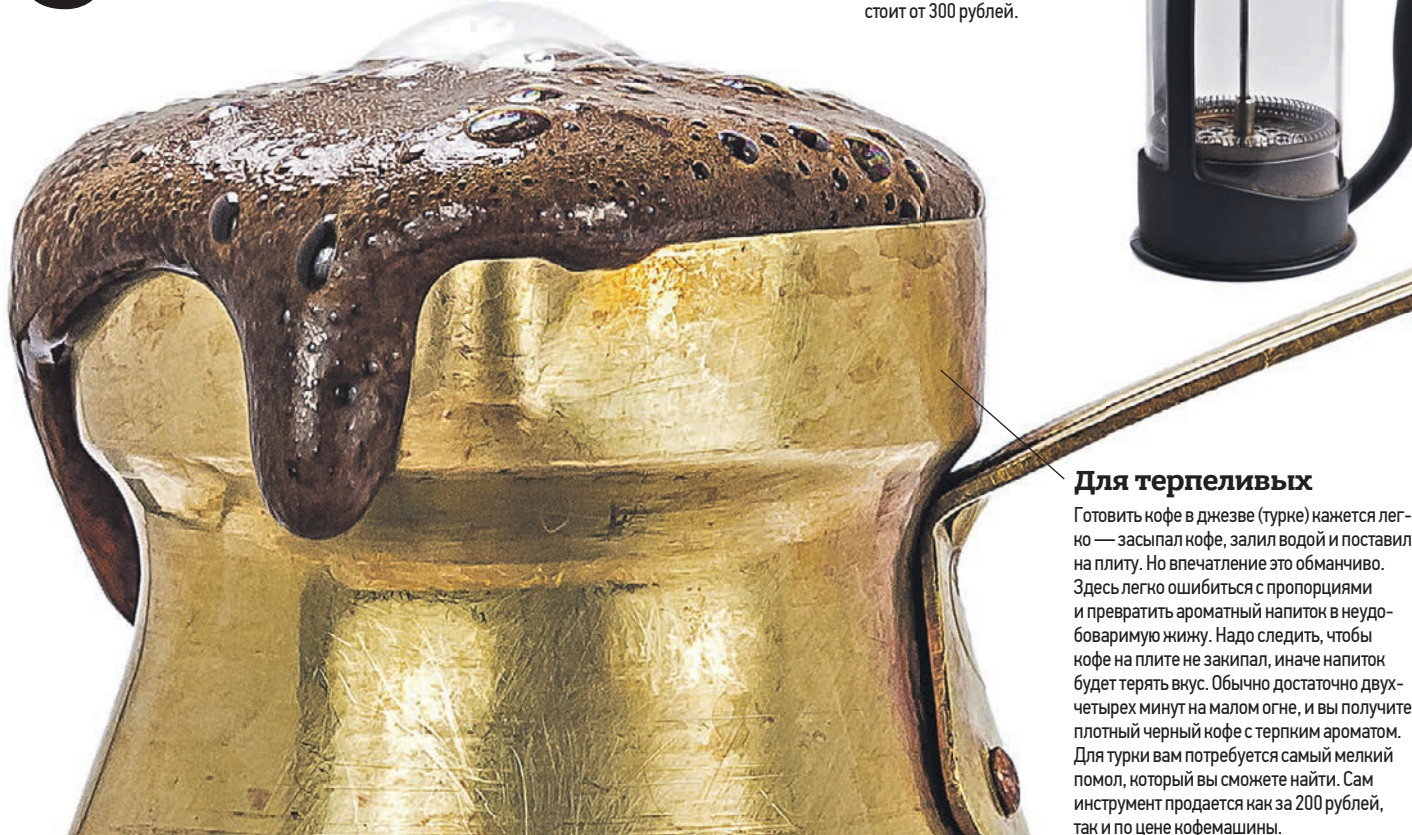 стоит от 300 рублей.
Для терпеливых
Готовить кофе в джезве (турке) кажется лег-
ко — засыпал кофе, залил водой и поставил
на плиту. Но впечатление это обманчиво.
Здесь легко ошибиться с пропорциями
и превратить ароматный напиток в неудо-
боваримую жижу. Надо следить, чтобы
кофе на плите не закипал, иначе напиток
будет терять вкус. Обычно достаточно двух-
четырех минут на малом огне, и вы получите
плотный черный кофе с терпким ароматом.
Для турки вам потребуется самый мелкий
помол, который вы сможете найти. Сам
инструмент продается как за 200 рублей,
так и по цене кофемашины.